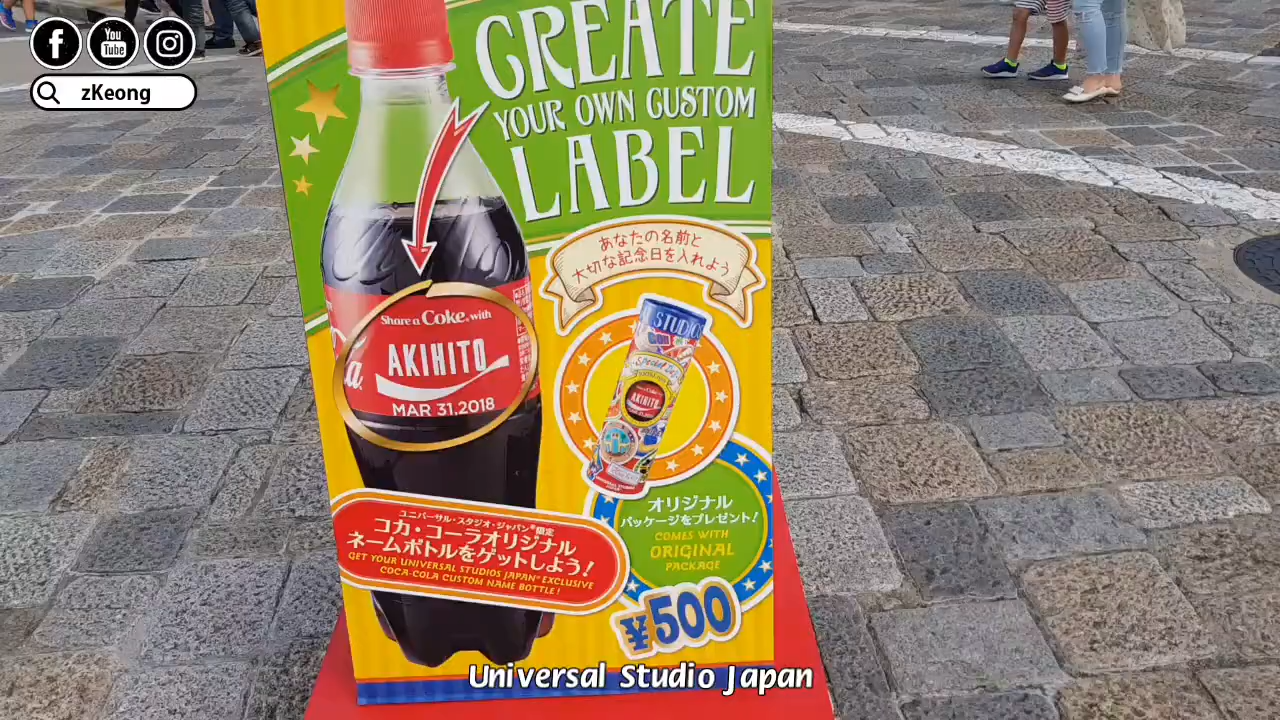 You
Tube
zKeong
CREATE
YOUR OWN CUSTOM
LABEL
あなたの名前と
大切な記念日を入れよう
Share a Coke with
AKIHITO
MAR 31.2018
STUDIO
Special
AKIHITO
オリジナル
パッケージをプレゼント!
COMES WITH
ORIGINAL
PACKAGE
ユニバーサル・スタジオ・ジャパン®限定
コカ・コーラオリジナル
ネームボトルをゲットしよう!
GET YOUR UNIVERSAL STUDIOS JAPAN® EXCLUSIVE
COCA-COLA CUSTOM NAME BOTTLE!
¥500
Universal Studio Japan